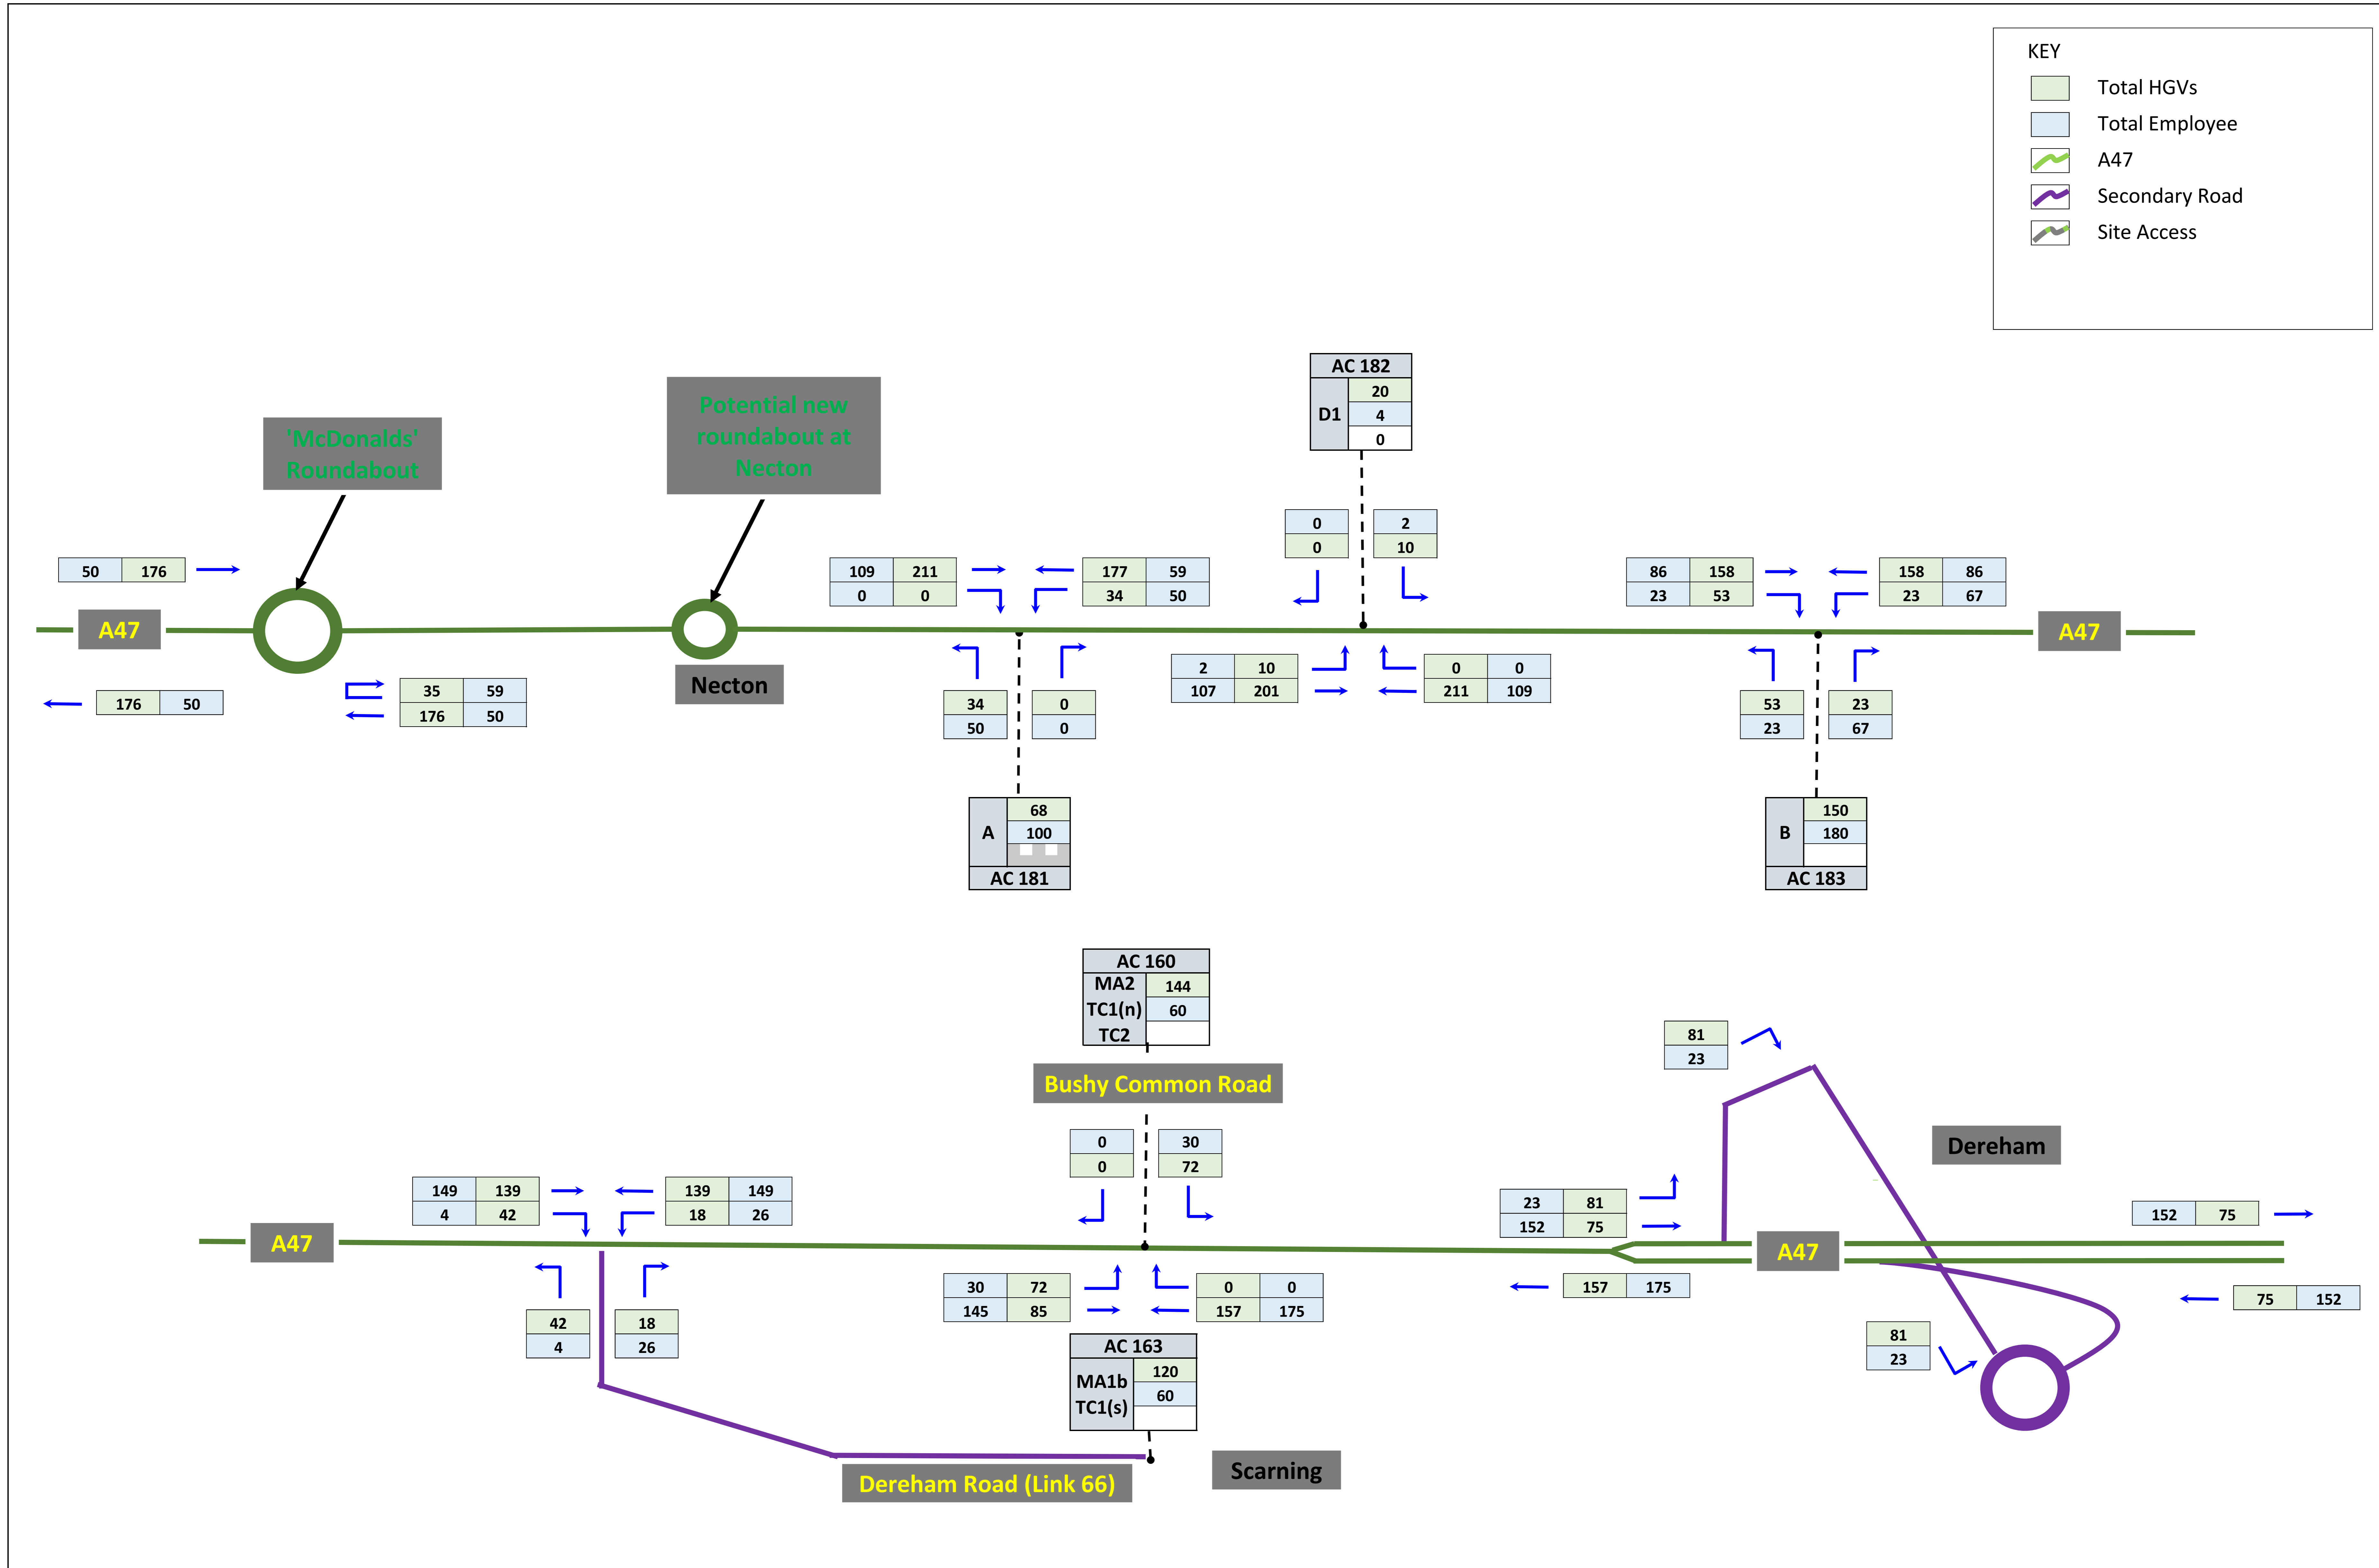 KEY
Total HGVs
Total Employee
A47
Secondary Road
Site Access
AC 182
D1
20
4
0
'McDonalds'
Roundabout
Potential new
roundabout at
Necton
0 2
0 10
50 176
109 211
0 0
177 59
34 50
86 158
23 53
158 86
23 67
A47
A47
Necton
2 10
107 201
0 0
211 109
176 50
35 59
176 50
34 0
50 0
53 23
23 67
A
68
100
AC 181
B
150
180
AC 183
AC 160
MA2
TC1(n)
TC2
144
60
Bushy Common Road
81
23
0 30
0 72
Dereham
149 139
4 42
139 149
18 26
23 81
152 75
152 75
A47
A47
30 72
145 85
0 0
157 175
157 175
75 152
42 18
4 26
81
23
AC 163
MA1b
TC1(s)
120
60
Dereham Road (Link 66)
Scarning